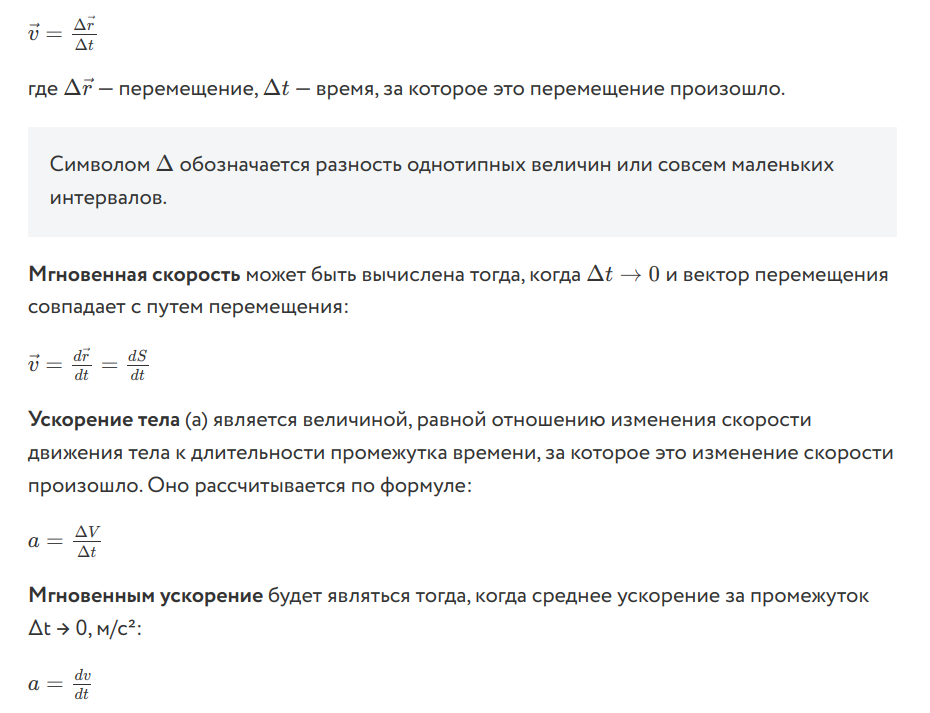 $\vec{v} = \frac{\Delta \vec{r}}{\Delta t}$
где $\Delta \vec{r}$ — перемещение, $\Delta t$ — время, за которое это перемещение произошло.
Символом Δ обозначается разность однотипных величин или совсем маленьких
интервалов.
Мгновенная скорость может быть вычислена тогда, когда $\Delta t \to 0$ и вектор перемещения
совпадает с путем перемещения:
$\vec{v} = \frac{d\vec{r}}{dt} = \frac{dS}{dt}$
Ускорение тела (а) является величиной, равной отношению изменения скорости
движения тела к длительности промежутка времени, за которое это изменение скорости
произошло. Оно рассчитывается по формуле:
$a = \frac{\Delta V}{\Delta t}$
Мгновенным ускорение будет являться тогда, когда среднее ускорение за промежуток
Δt → 0, м/с²:
$a = \frac{dv}{dt}$